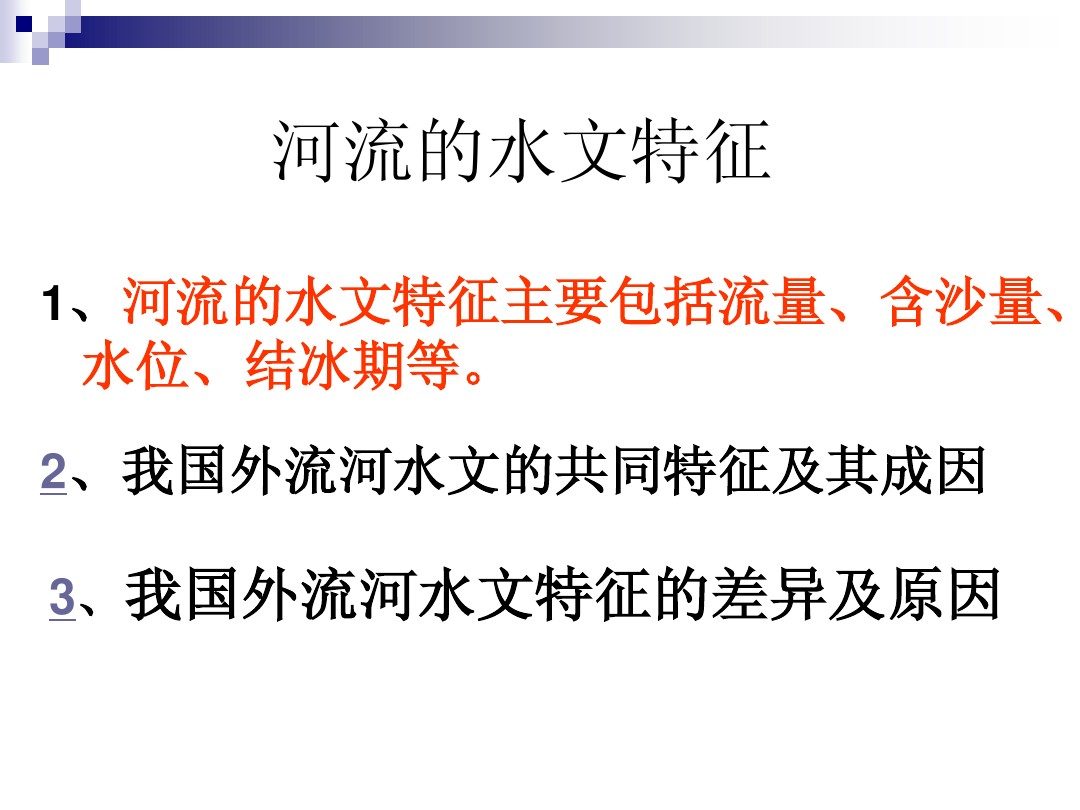 河流的水文特征
1、河流的水文特征主要包括流量、含沙量、
水位、结冰期等。
2、我国外流河水文的共同特征及其成因
3、我国外流河水文特征的差异及原因